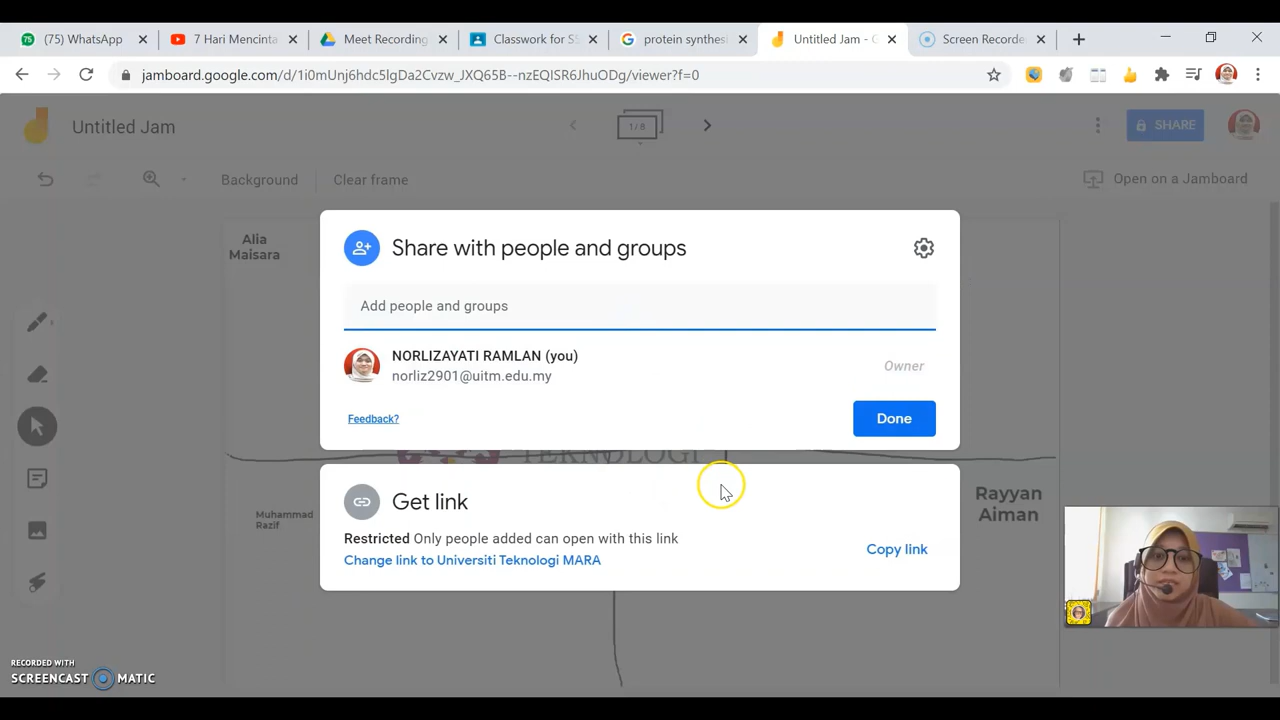 (75) WhatsApp
7 Hari Mencinta
Meet Recording
Classwork for S
protein synthesi
Untitled Jam - G
Screen Recorde
jamboard.google.com/d/1i0mUnj6hdc5lgDa2Cvzw_JXQ65B--nzEQISR6JhuODg/viewer?f=0
Untitled Jam
1/8
SHARE
Background
Clear frame
Open on a Jamboard
Alia
Maisara
Share with people and groups
Add people and groups
NORLIZAYATI RAMLAN (you)
norliz2901@uitm.edu.my
Owner
Feedback?
Done
TEKNOLOGI
Get link
Restricted Only people added can open with this link
Change link to Universiti Teknologi MARA
Copy link
Muhammad
Razif
Rayyan
Aiman
RECORDED WITH
SCREENCAST MATIC